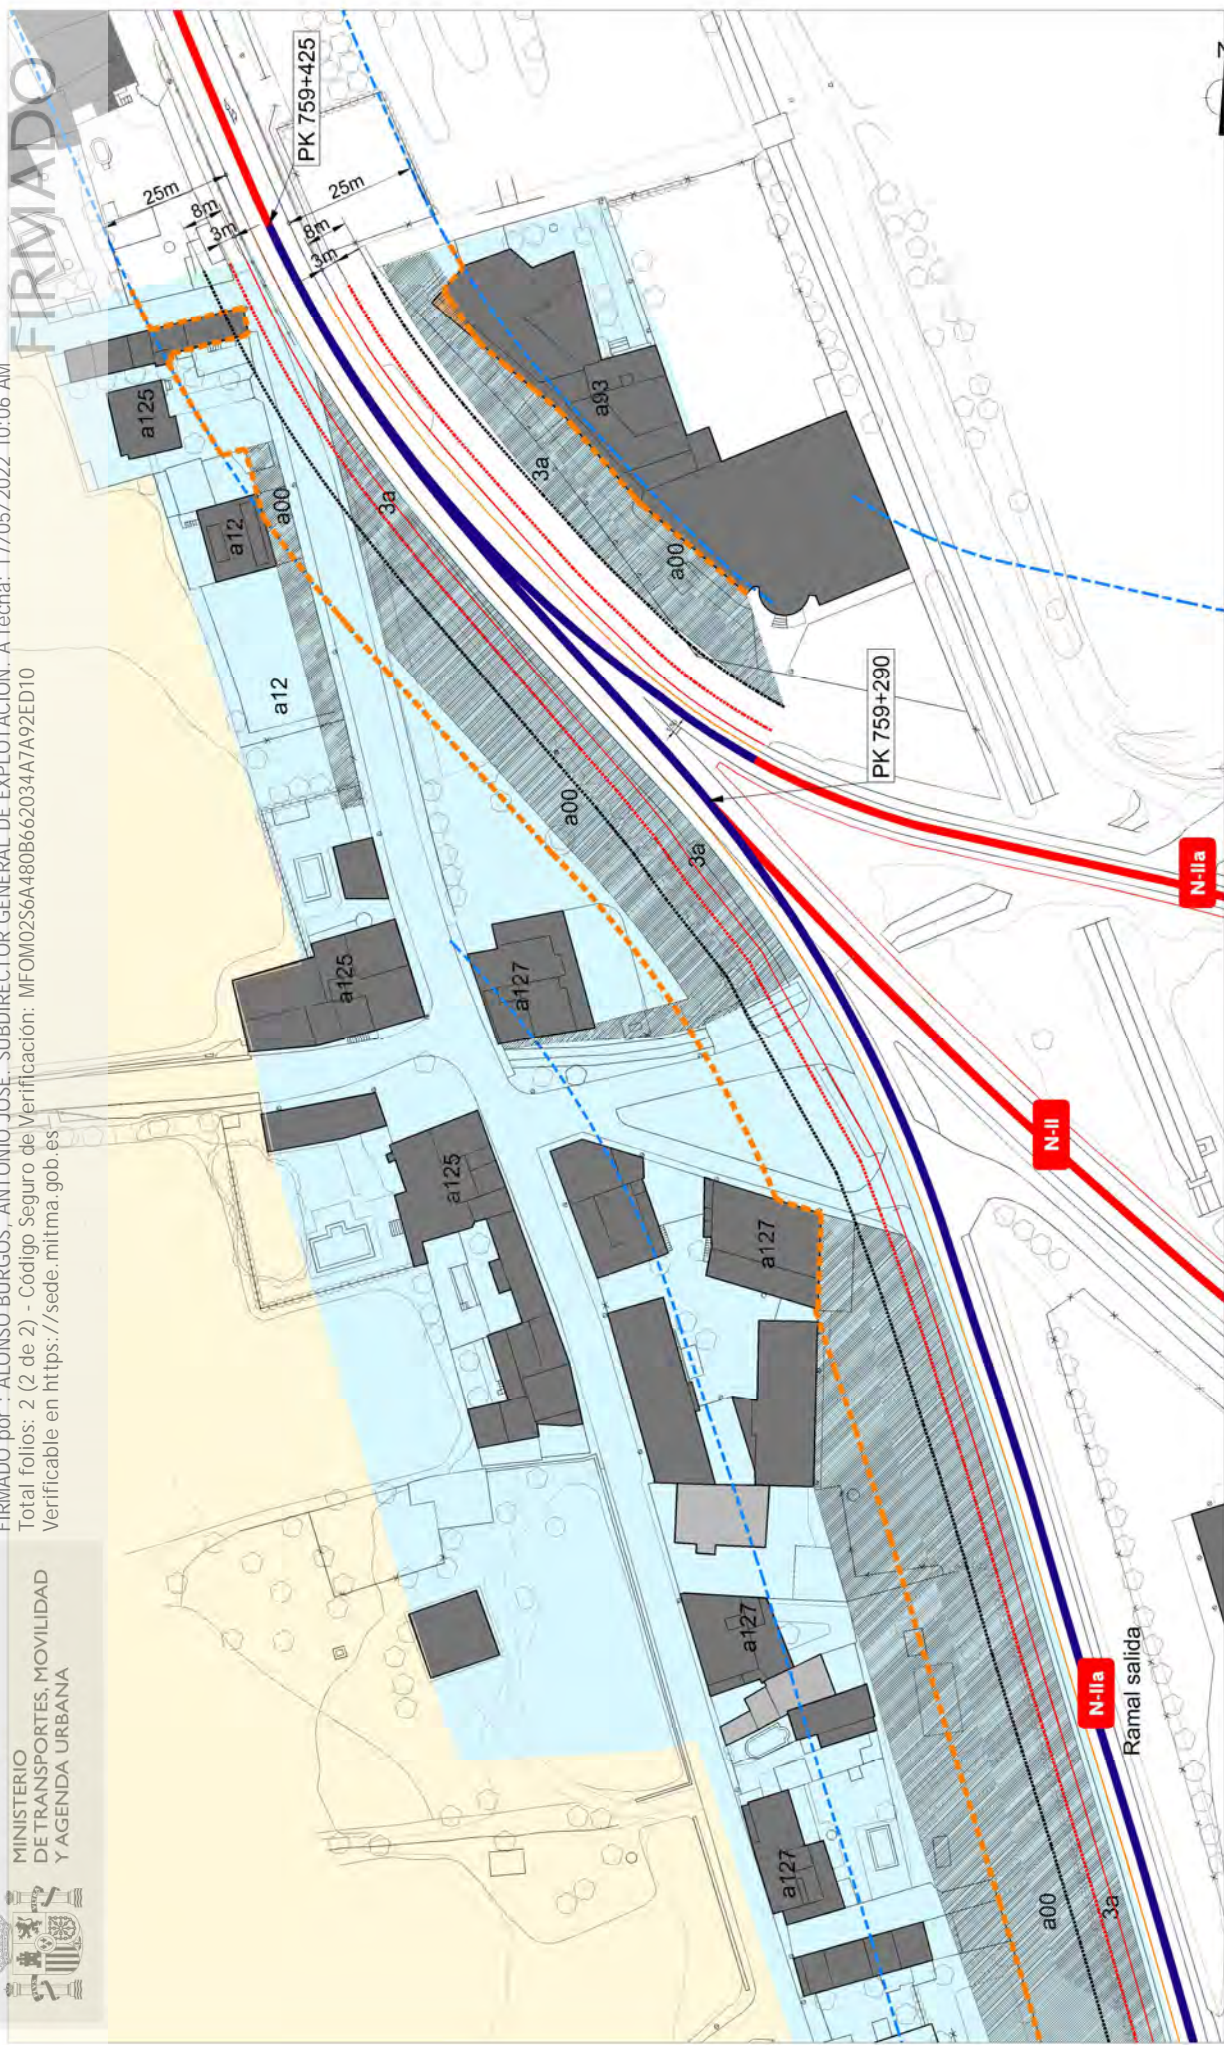 MINISTERIO
DE TRANSPORTES, MOVILIDAD
Y AGENDA URBANA
FIRMADO por : ALONSO BURGOS, ANTONIO JOSE. SUBDIRECTOR GENERAL DE EXPLOTACION. A fecha: 17/05/2022 10:06 AM
Total folios: 2 (2 de 2) - Código Seguro de Verificación: MFOM02S6A480B662034A7A92ED10
Verificable en https://sede.mitma.gob.es
FIRMADO
PK 759+425
25m
8m
3m
25m
8m
3m
a125
a12
a00
3a
a12
3a
a93
a00
a00
3a
PK 759+290
a125
a127
N-IIa
a125
a127
N-II
a127
a127
N-IIa
Ramal salida
a00
3a
N